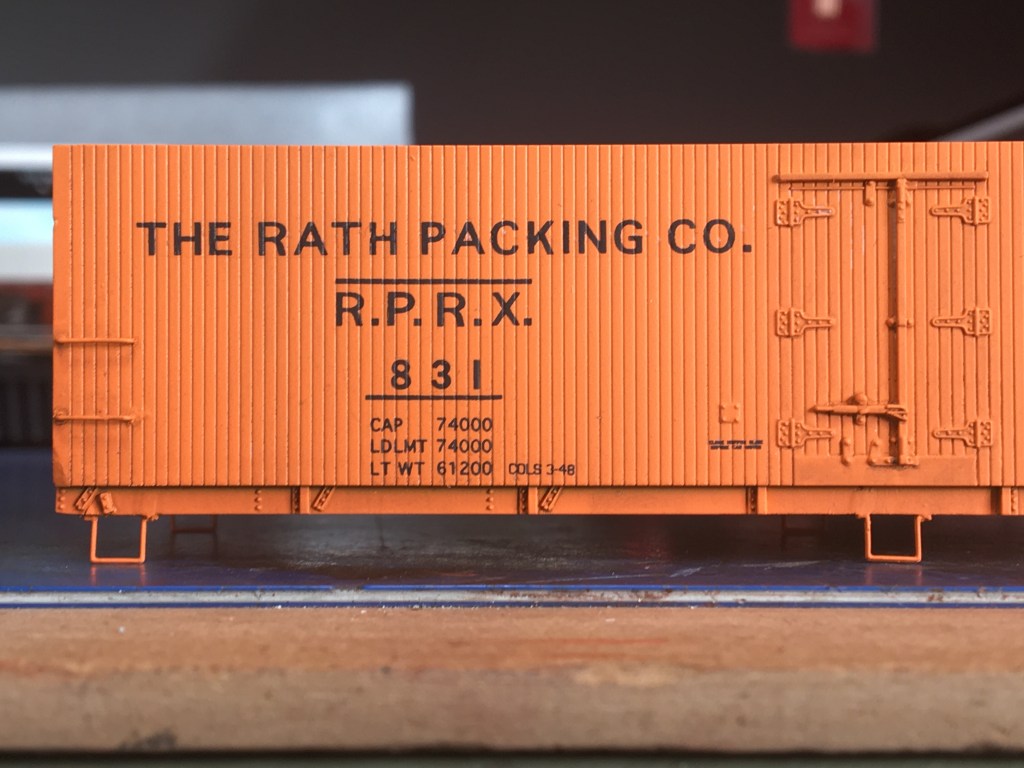 THE RATH PACKING CO.
R.P.R.X.
831
CAP 74000
LDLMT 74000
LT WT 61200 COLS 3-48